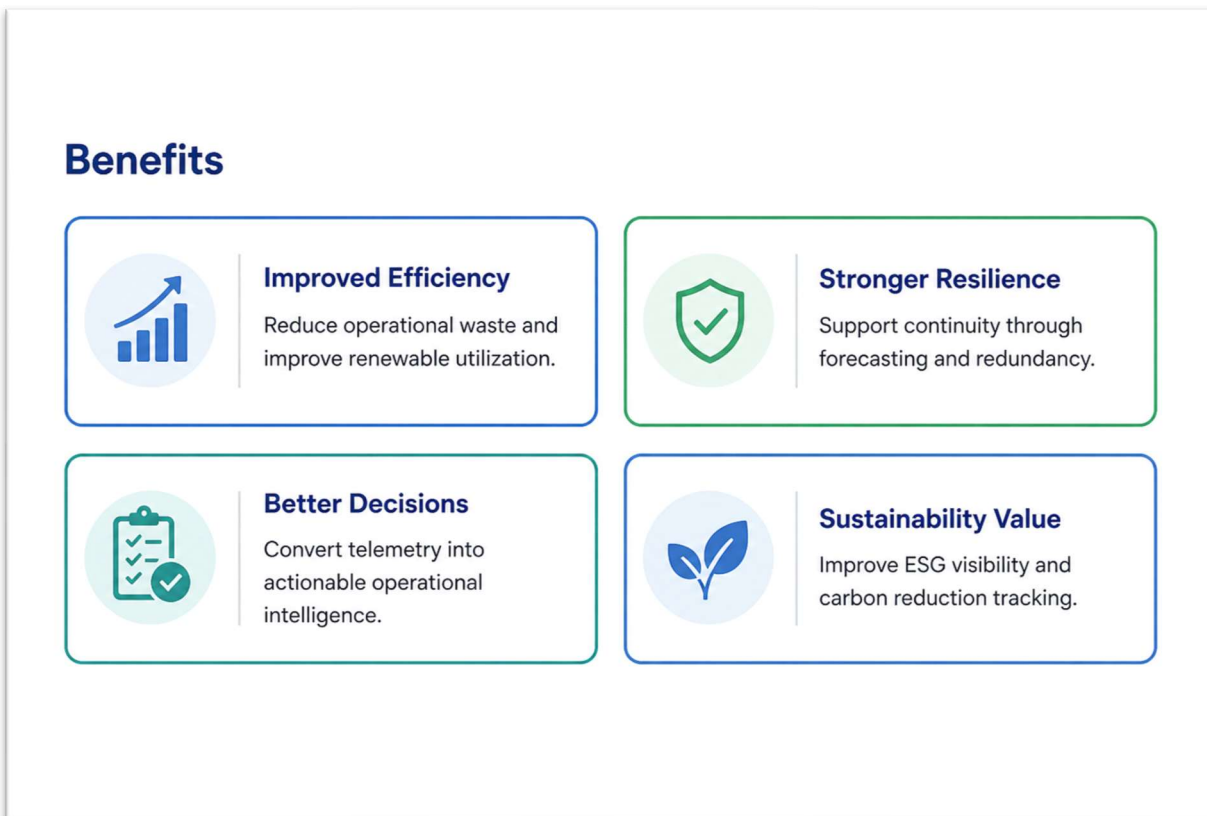 Benefits
Improved Efficiency
Reduce operational waste and
improve renewable utilization.
Stronger Resilience
Support continuity through
forecasting and redundancy.
Better Decisions
Convert telemetry into
actionable operational
intelligence.
Sustainability Value
Improve ESG visibility and
carbon reduction tracking.